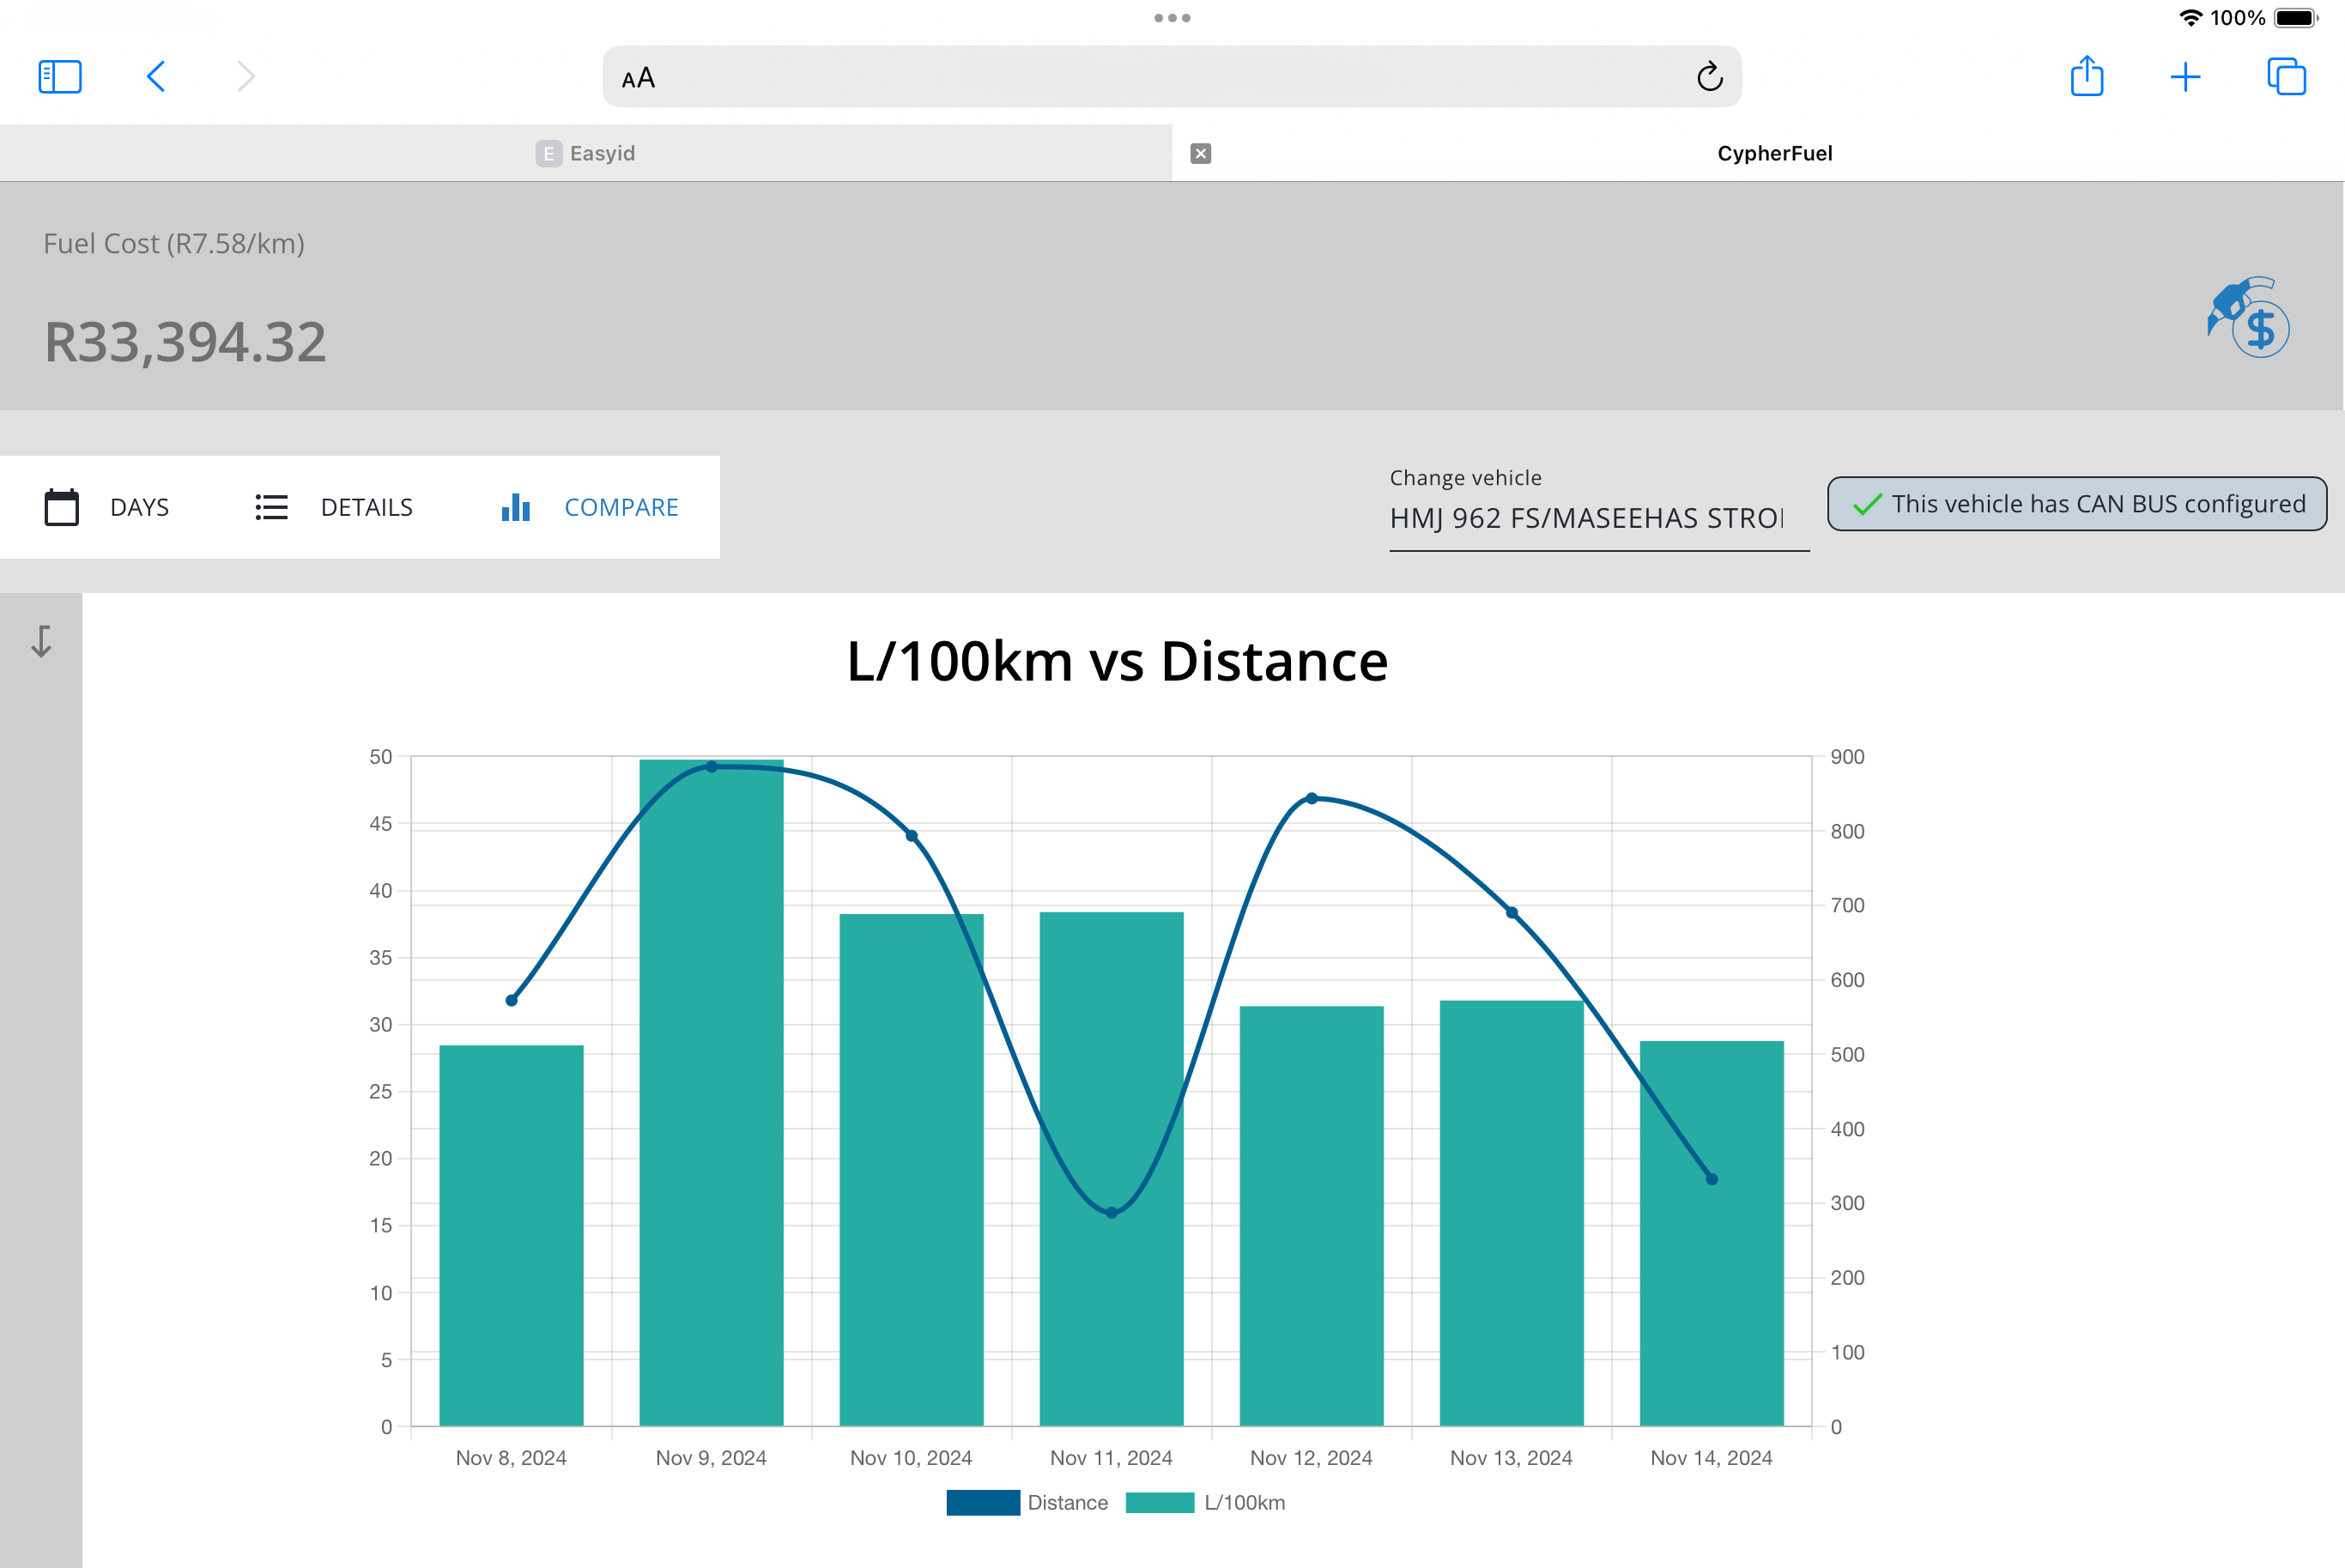 100%
AA
E Easyid
CypherFuel
Fuel Cost (R7.58/km)
R33,394.32
$
DAYS
DETAILS
COMPARE
Change vehicle
HMJ 962 FS/MASEEHAS
This vehicle has CAN BUS configured
L/100km vs Distance
50
45
40
35
30
25
20
15
10
5
0
900
800
700
600
500
400
300
200
100
0
Nov 8, 2024
Nov 9, 2024
Nov 10, 2024
Nov 11, 2024
Nov 12, 2024
Nov 13, 2024
Nov 14, 2024
Distance
L/100km